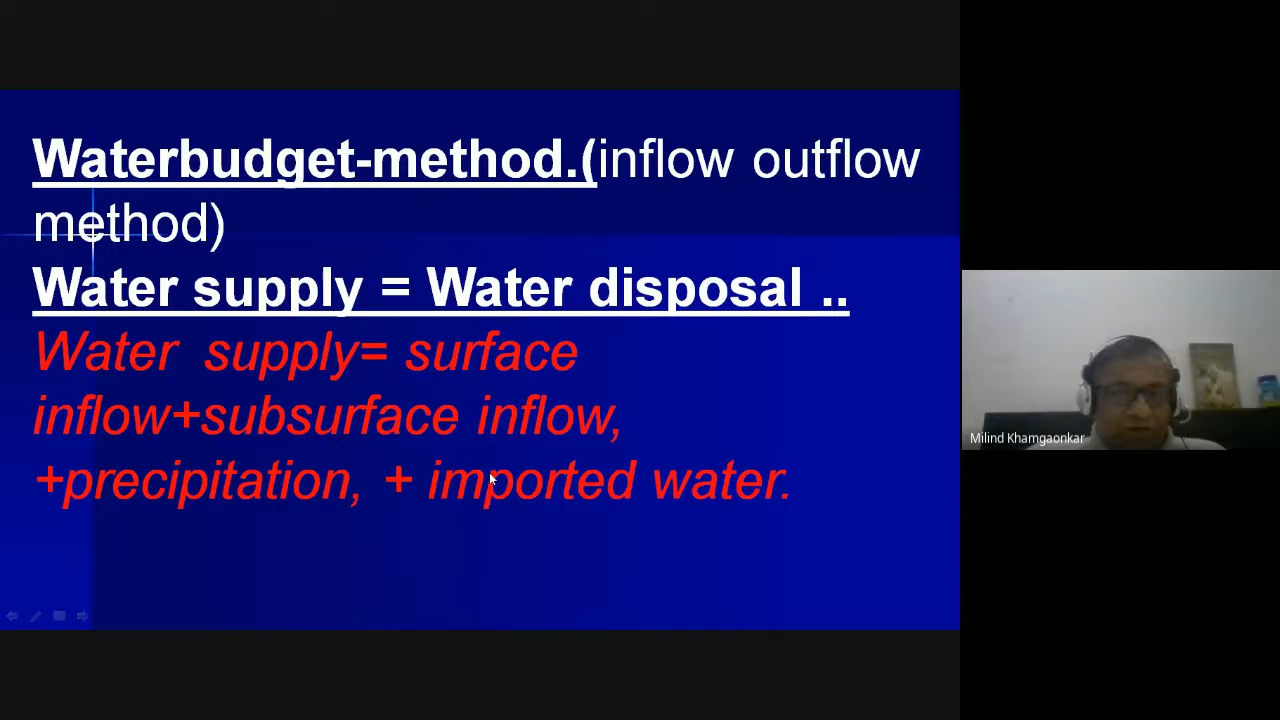 Waterbudget-method.(inflow outflow
method)
Water supply = Water disposal ..
Water supply= surface
inflow+subsurface inflow,
+precipitation, + imported water.
Milind Khamgaonkar